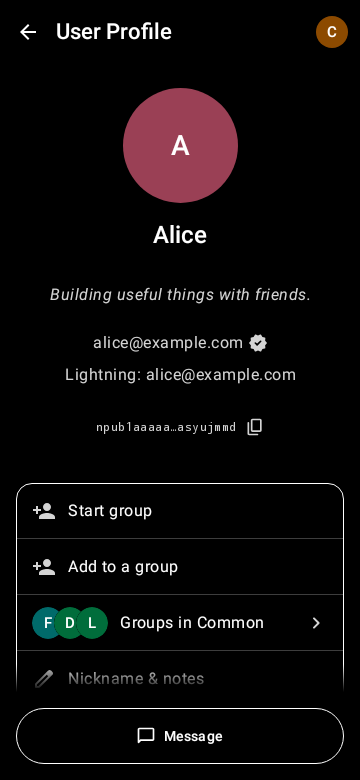 User Profile
C
A
Alice
Building useful things with friends.
alice@example.com
Lightning: alice@example.com
npub1aaaaa…asyujmmd
Start group
Add to a group
F D L Groups in Common
Nickname & notes
Message